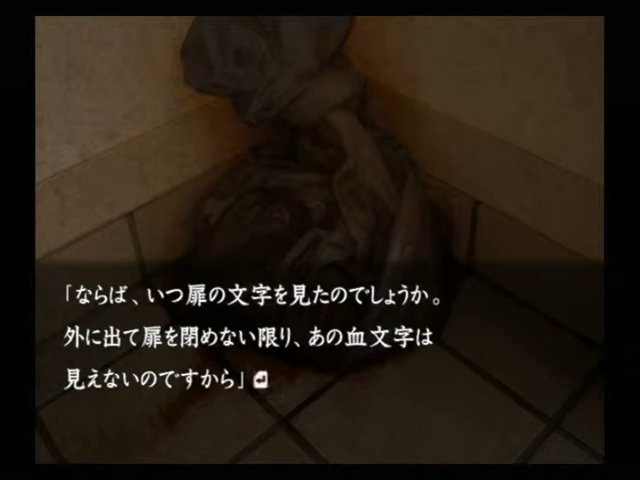 「ならば、いつ扉の文字を見たのでしょうか。
外に出て扉を閉めない限り、あの血文字は
見えないのですから」